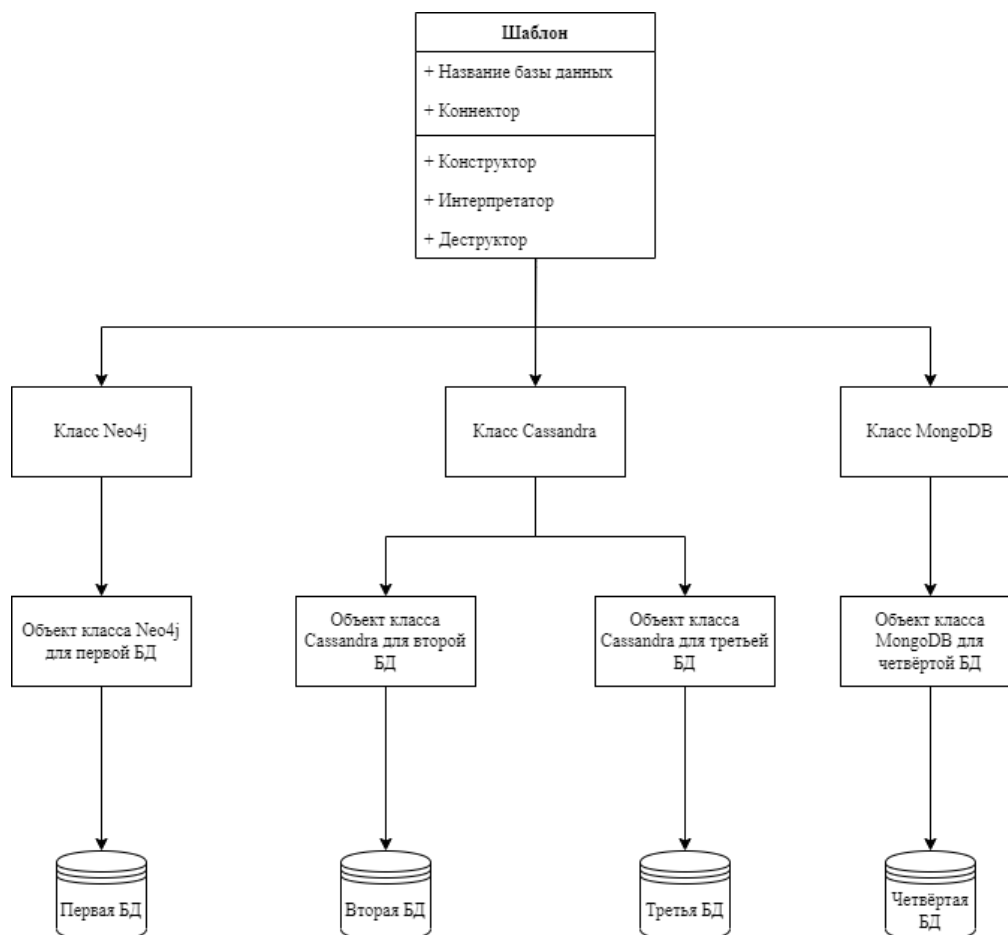 Шаблон
+ Название базы данных
+ Коннектор
+ Конструктор
+ Интерпретатор
+ Деструктор
Класс Neo4j
Класс Cassandra
Класс MongoDB
Объект класса Neo4j
для первой БД
Объект класса
Cassandra для второй
БД
Объект класса
Cassandra для третьей
БД
Объект класса
MongoDB для
четвёртой БД
Первая БД
Вторая БД
Третья БД
Четвёртая
БД